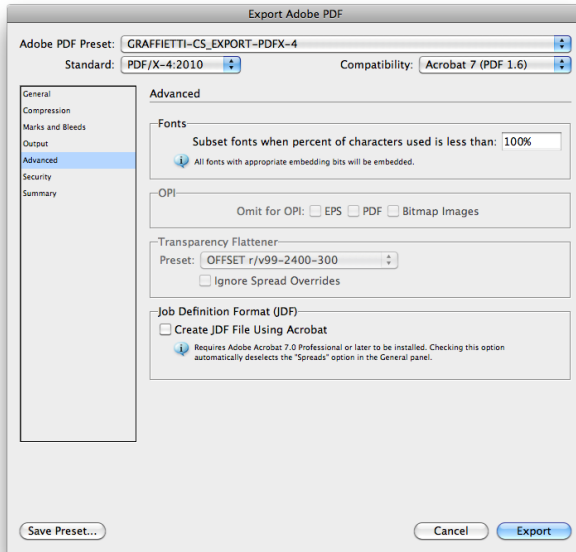 Export Adobe PDF
Adobe PDF Preset: GRAFFIETTI-CS_EXPORT-PDFX-4
Standard: PDF/X-4:2010 Compatibility: Acrobat 7 (PDF 1.6)
General
Compression
Marks and Bleeds
Output
Advanced
Security
Summary
Advanced
Fonts
Subset fonts when percent of characters used is less than: 100%
All fonts with appropriate embedding bits will be embedded.
OPI
Omit for OPI: EPS PDF Bitmap Images
Transparency Flattener
Preset: OFFSET r/v99-2400-300
Ignore Spread Overrides
Job Definition Format (JDF)
Create JDF File Using Acrobat
Requires Adobe Acrobat 7.0 Professional or later to be installed. Checking this option
automatically deselects the "Spreads" option in the General panel.
Save Preset... Cancel Export